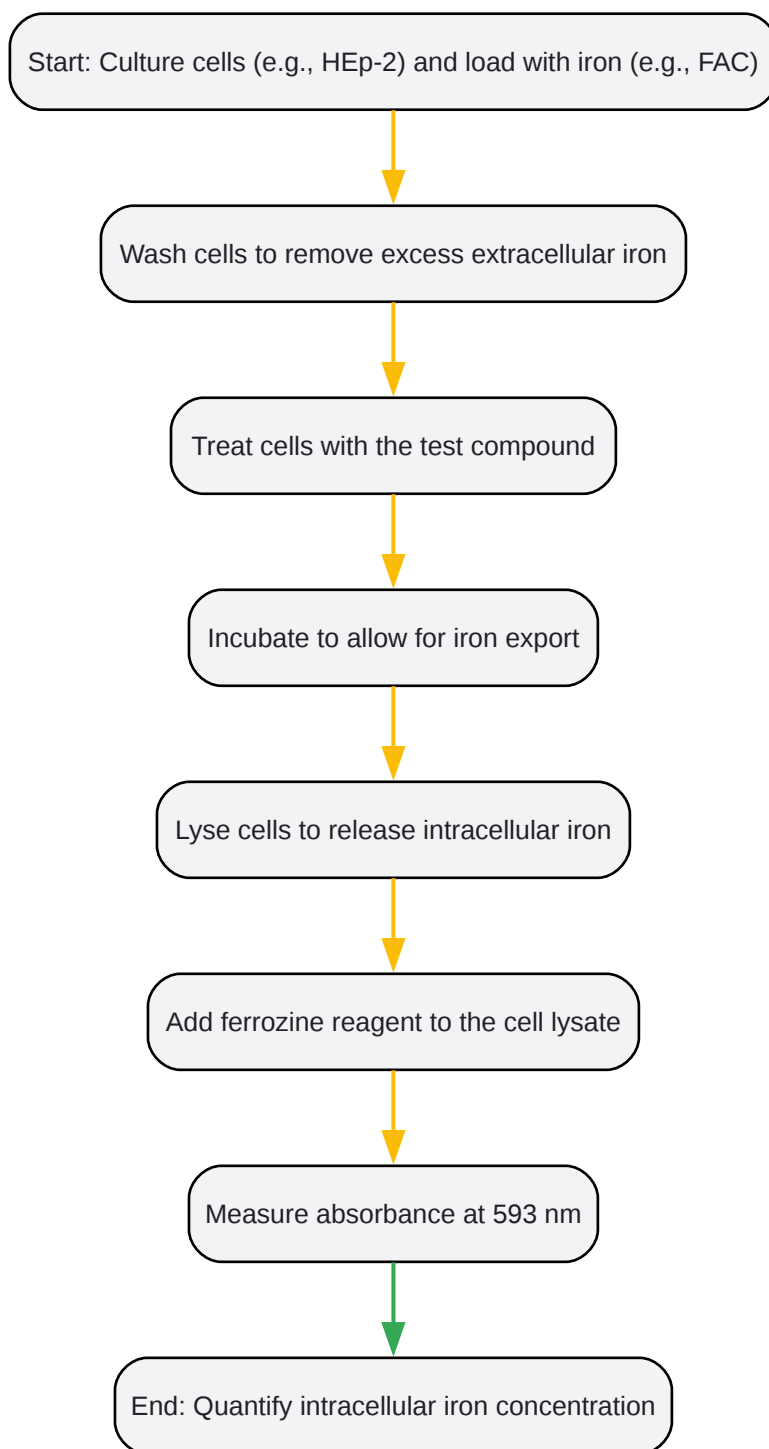 Start: Culture cells (e.g., HEp-2) and load with iron (e.g., FAC)
Wash cells to remove excess extracellular iron
Treat cells with the test compound
Incubate to allow for iron export
Lyse cells to release intracellular iron
Add ferrozine reagent to the cell lysate
Measure absorbance at 593 nm
End: Quantify intracellular iron concentration